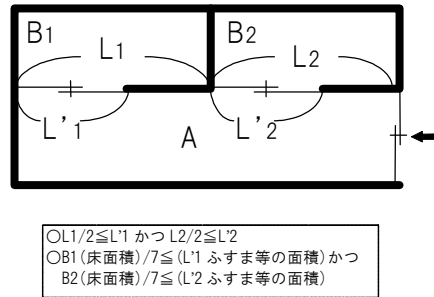 B1
B2
L1
L2
L'1
L'2
A
○L1/2≦L'1 かつ L2/2≦L'2
○B1(床面積)/7≦(L'1 ふすま等の面積)かつ
B2(床面積)/7≦(L'2 ふすま等の面積)